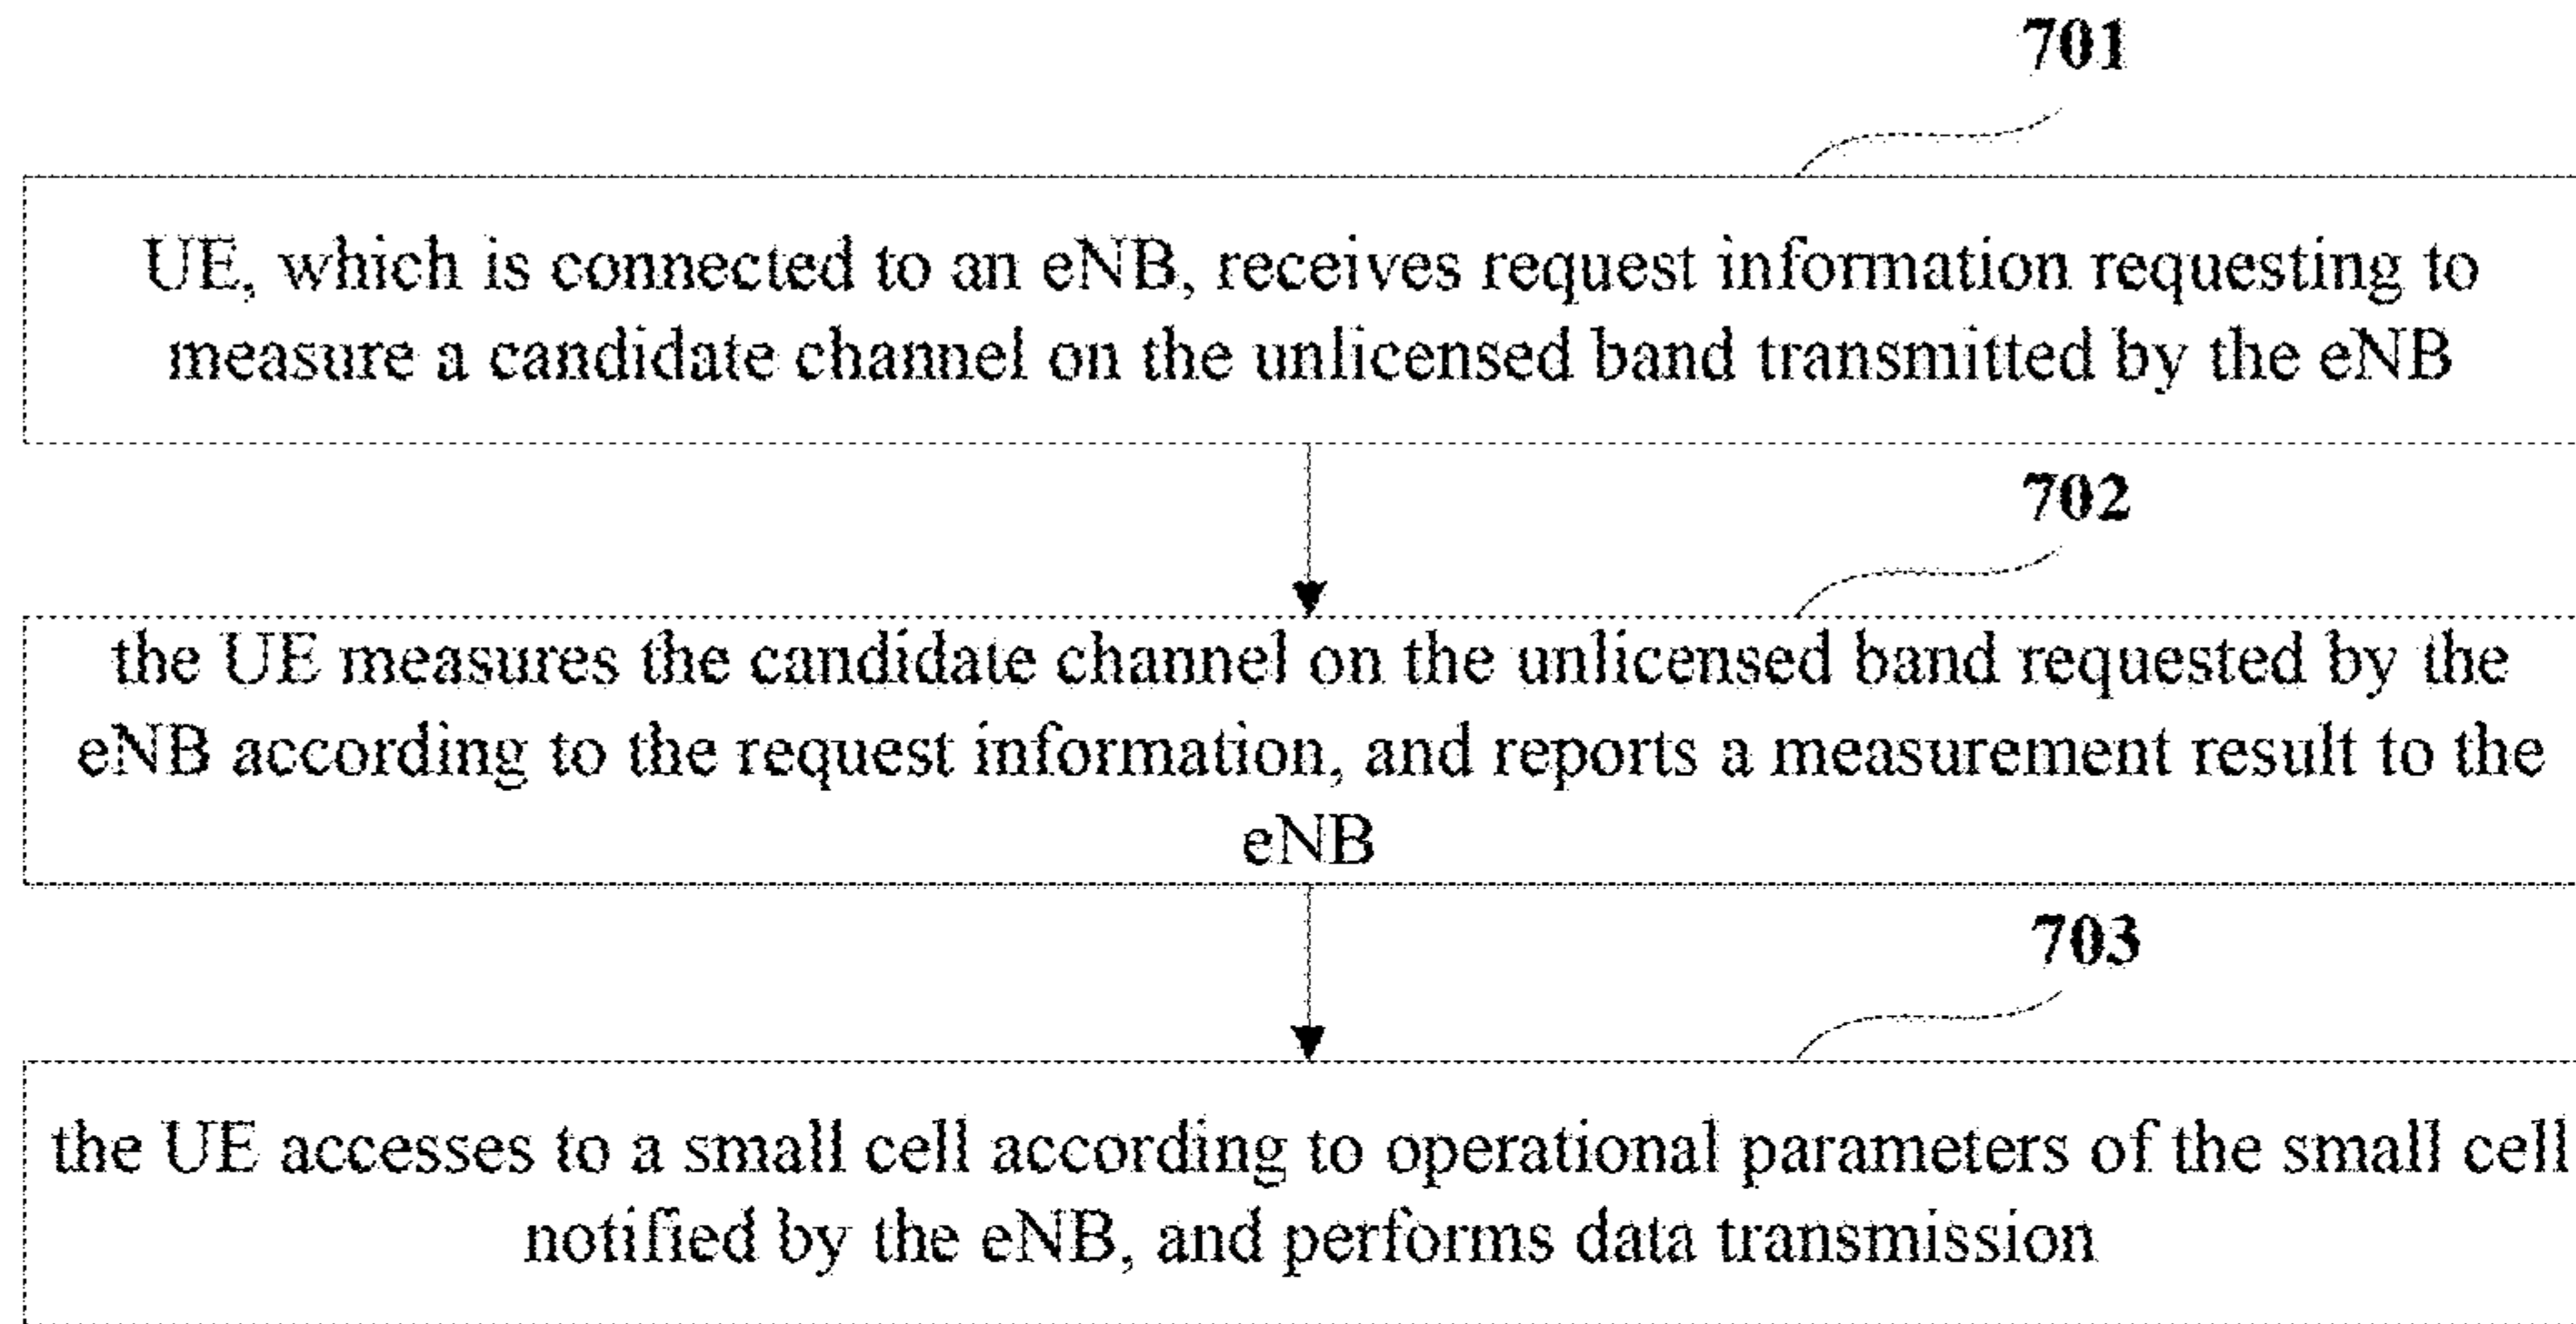 701
UE, which is connected to an eNB, receives request information requesting to
measure a candidate channel on the unlicensed band transmitted by the eNB
702
the UE measures the candidate channel on the unlicensed band requested by the
eNB according to the request information, and reports a measurement result to the
eNB
703
the UE accesses to a small cell according to operational parameters of the small cell
notified by the eNB, and performs data transmission